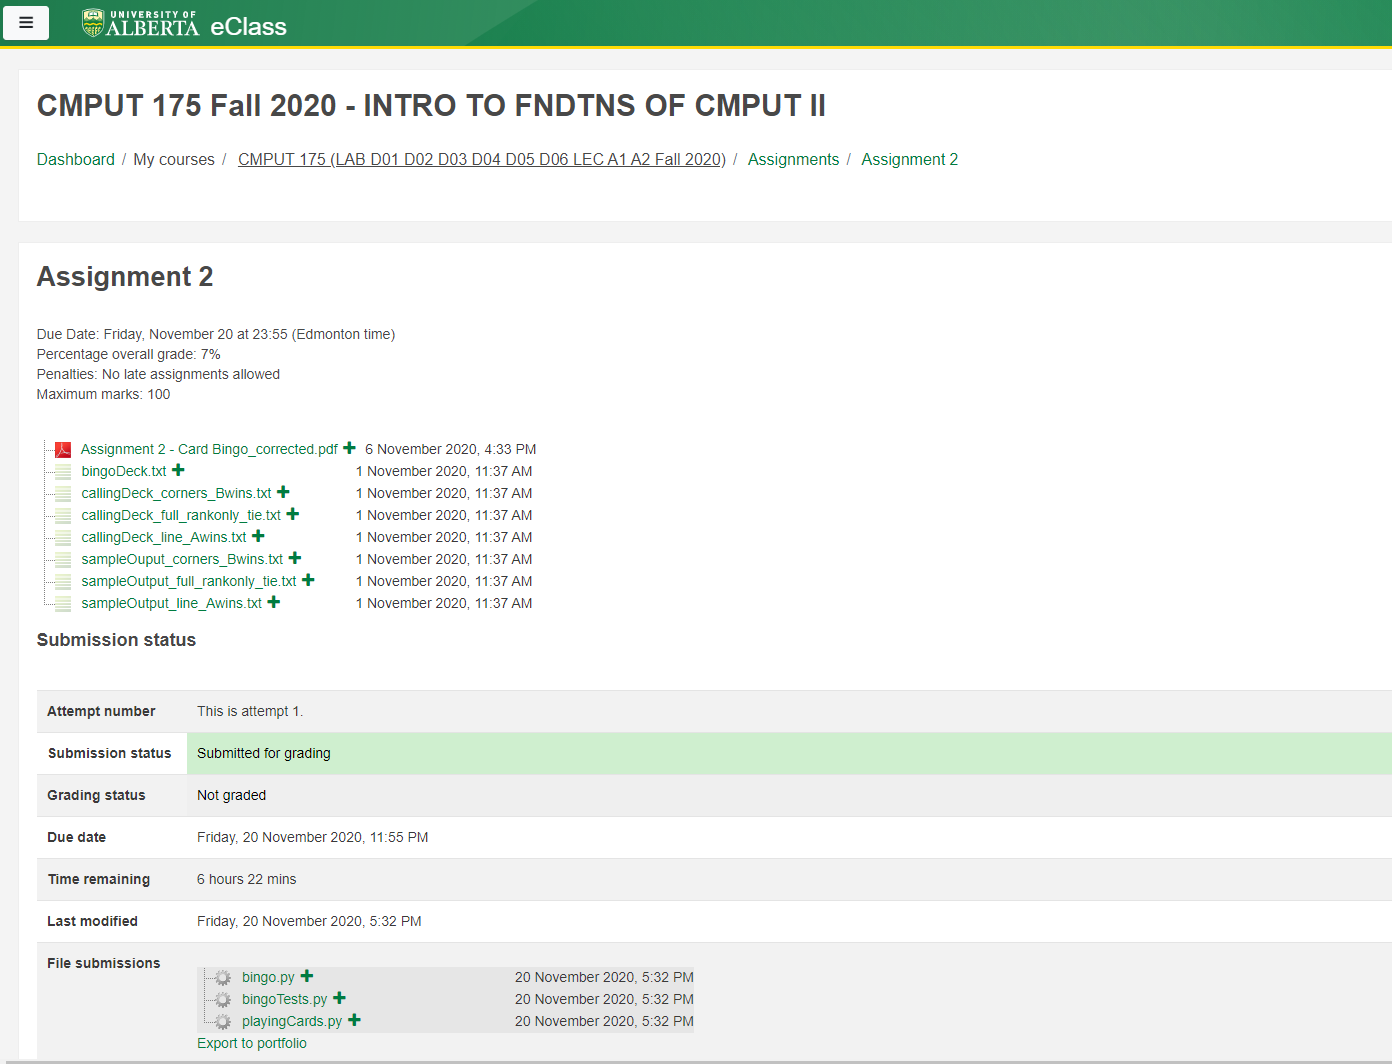 UNIVERSITY OF
ALBERTA eClass
CMPUT 175 Fall 2020 - INTRO TO FNDTNS OF CMPUT II
Dashboard / My courses / CMPUT 175 (LAB D01 D02 D03 D04 D05 D06 LEC A1 A2 Fall 2020) / Assignments / Assignment 2
Assignment 2
Due Date: Friday, November 20 at 23:55 (Edmonton time)
Percentage overall grade: 7%
Penalties: No late assignments allowed
Maximum marks: 100
Assignment 2 - Card Bingo_corrected.pdf 6 November 2020, 4:33 PM
bingoDeck.txt 1 November 2020, 11:37 AM
callingDeck_corners_Bwins.txt 1 November 2020, 11:37 AM
callingDeck_full_rankonly_tie.txt 1 November 2020, 11:37 AM
callingDeck_line_Awins.txt 1 November 2020, 11:37 AM
sampleOuput_corners_Bwins.txt 1 November 2020, 11:37 AM
sampleOutput_full_rankonly_tie.txt 1 November 2020, 11:37 AM
sampleOutput_line_Awins.txt 1 November 2020, 11:37 AM
Submission status
Attempt number This is attempt 1.
Submission status Submitted for grading
Grading status Not graded
Due date Friday, 20 November 2020, 11:55 PM
Time remaining 6 hours 22 mins
Last modified Friday, 20 November 2020, 5:32 PM
File submissions
bingo.py 20 November 2020, 5:32 PM
bingoTests.py 20 November 2020, 5:32 PM
playingCards.py 20 November 2020, 5:32 PM
Export to portfolio